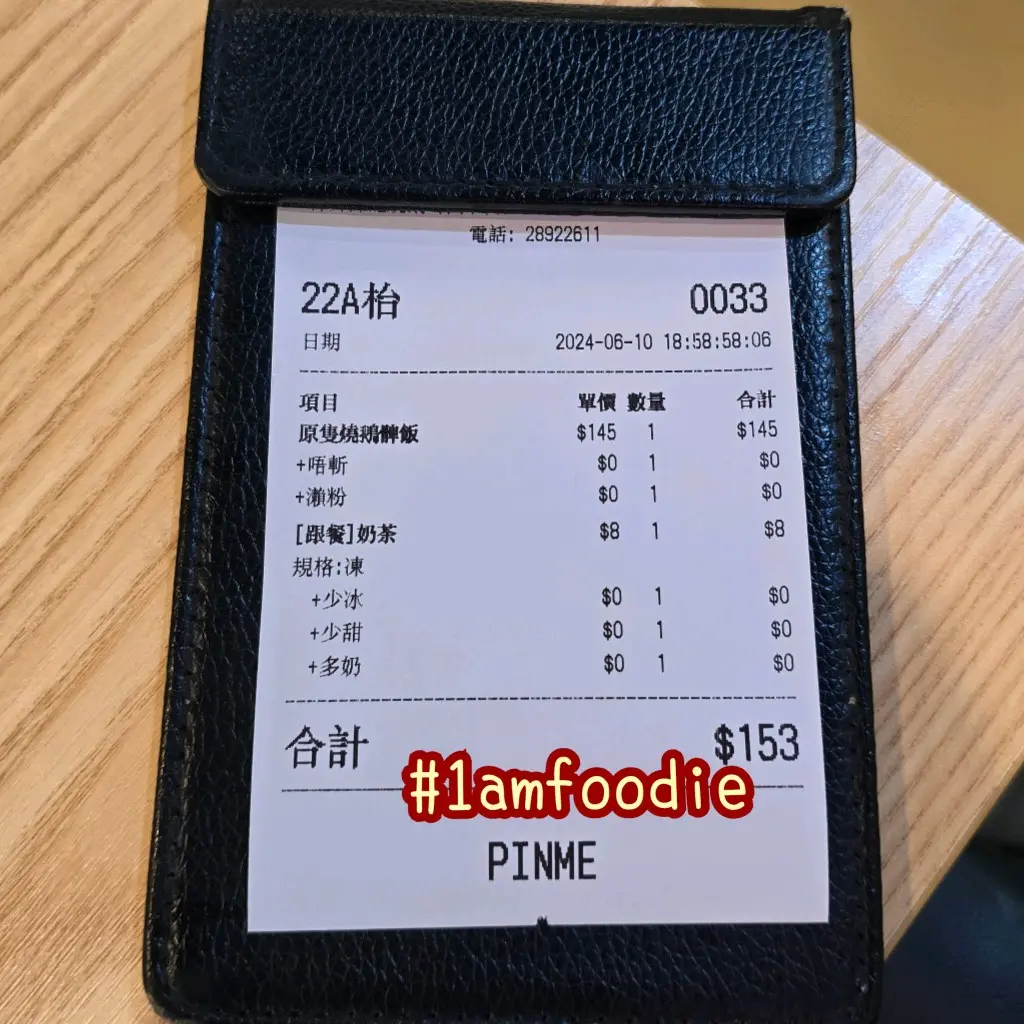 電話: 28922611
22A枱 0033
日期 2024-06-10 18:58:58:06
項目 單價 數量 合計
原隻燒鵝髀飯 $145 1 $145
+唔斬 $0 1 $0
+瀨粉 $0 1 $0
[跟餐]奶茶 $8 1 $8
規格:凍
+少冰 $0 1 $0
+少甜 $0 1 $0
+多奶 $0 1 $0
合計 $153
#1amfoodie
PINME